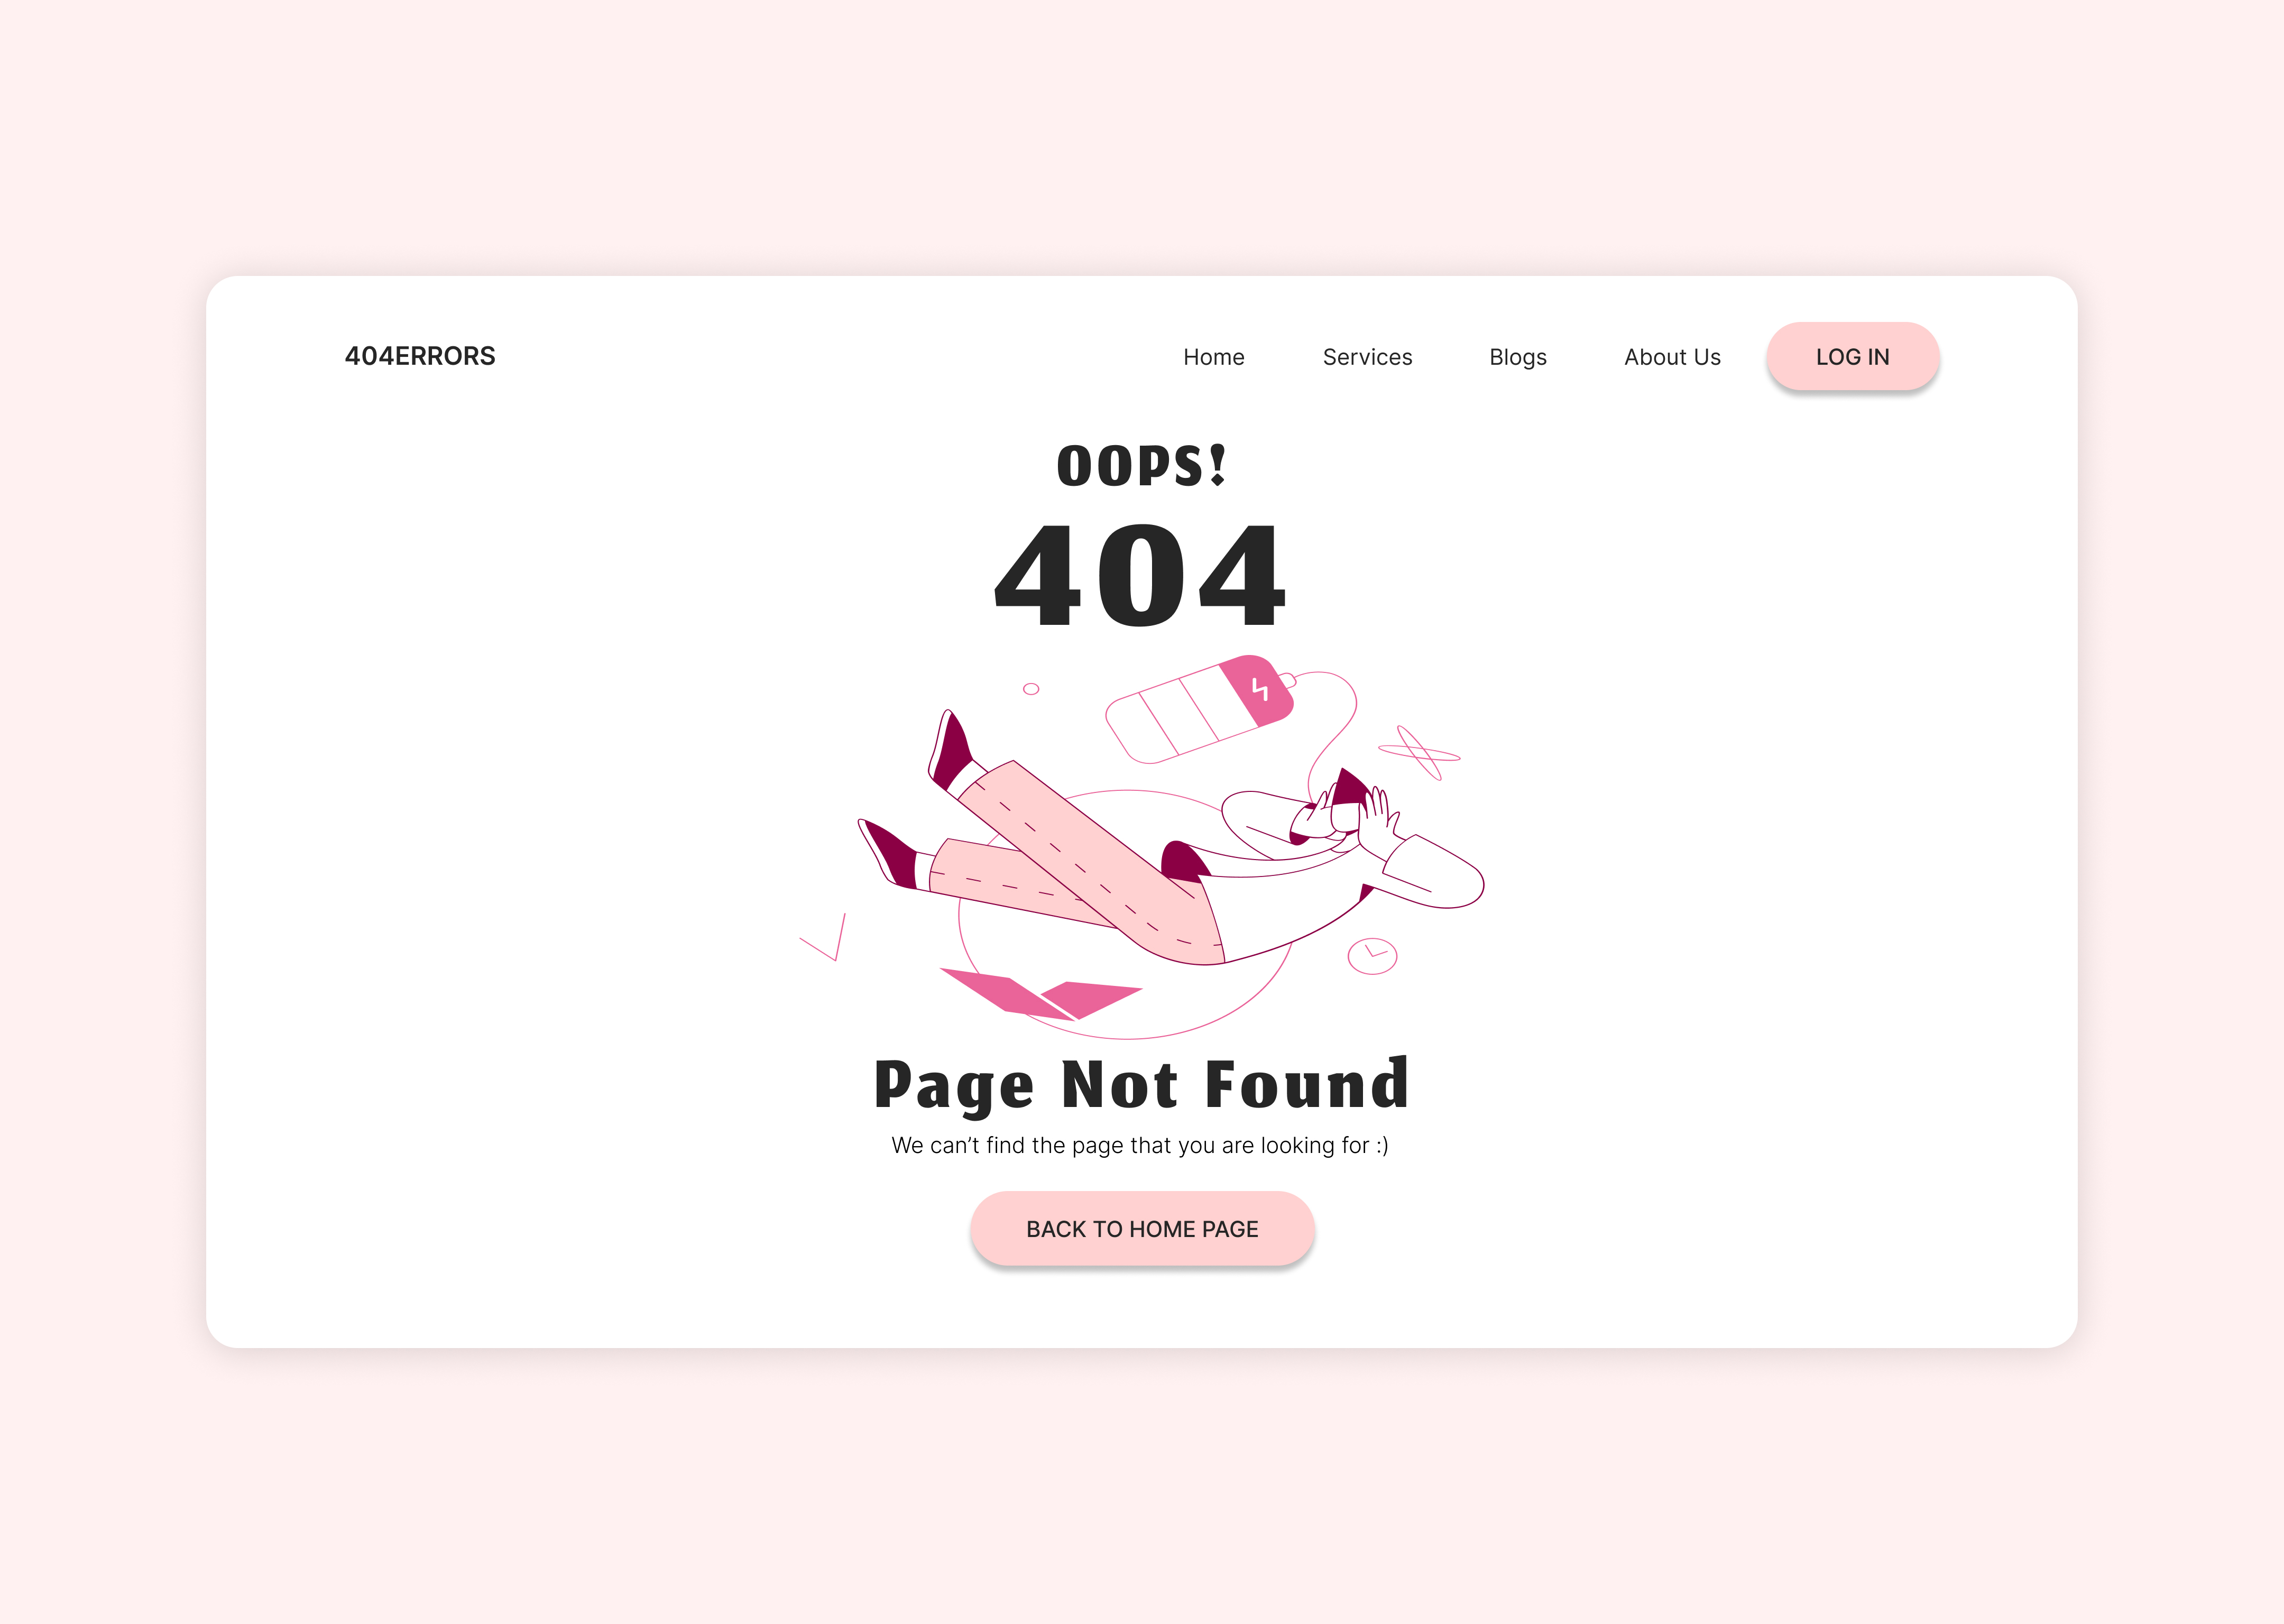 404ERRORS
Home Services Blogs About Us LOG IN
OOPS!
404
Page Not Found
We can’t find the page that you are looking for :)
BACK TO HOME PAGE